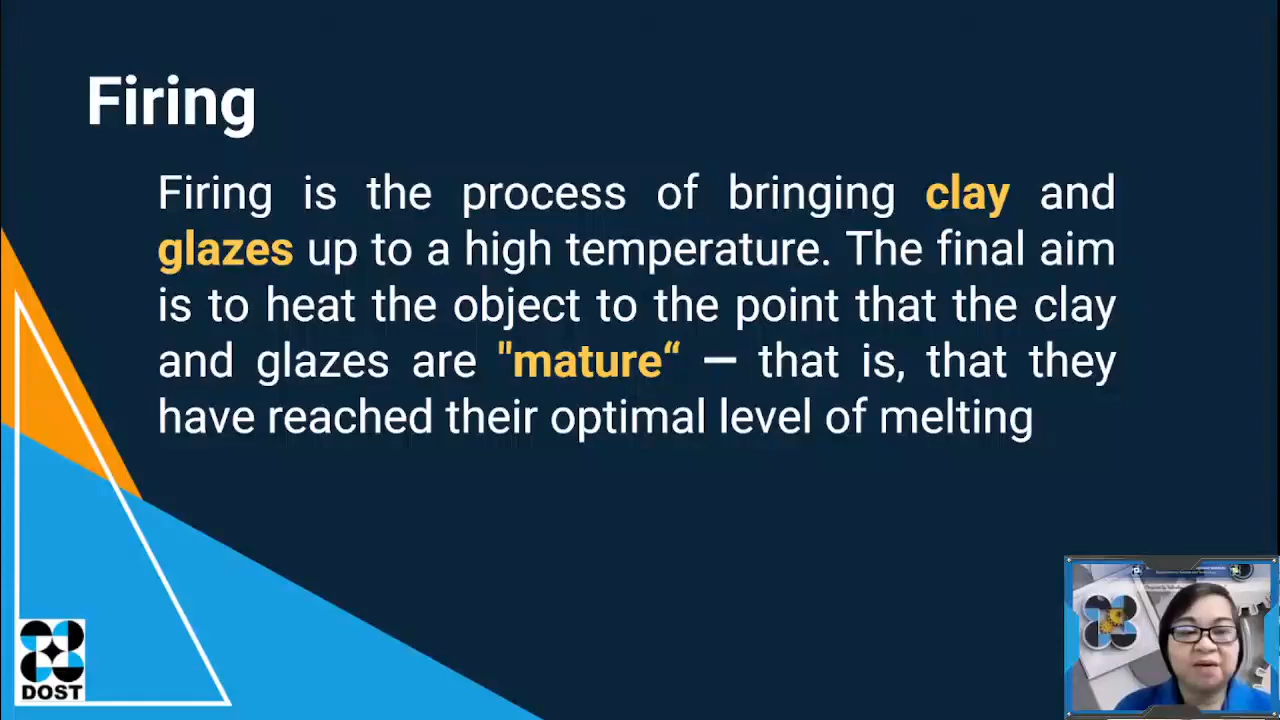 Firing
Firing is the process of bringing clay and
glazes up to a high temperature. The final aim
is to heat the object to the point that the clay
and glazes are "mature“ — that is, that they
have reached their optimal level of melting
DOST